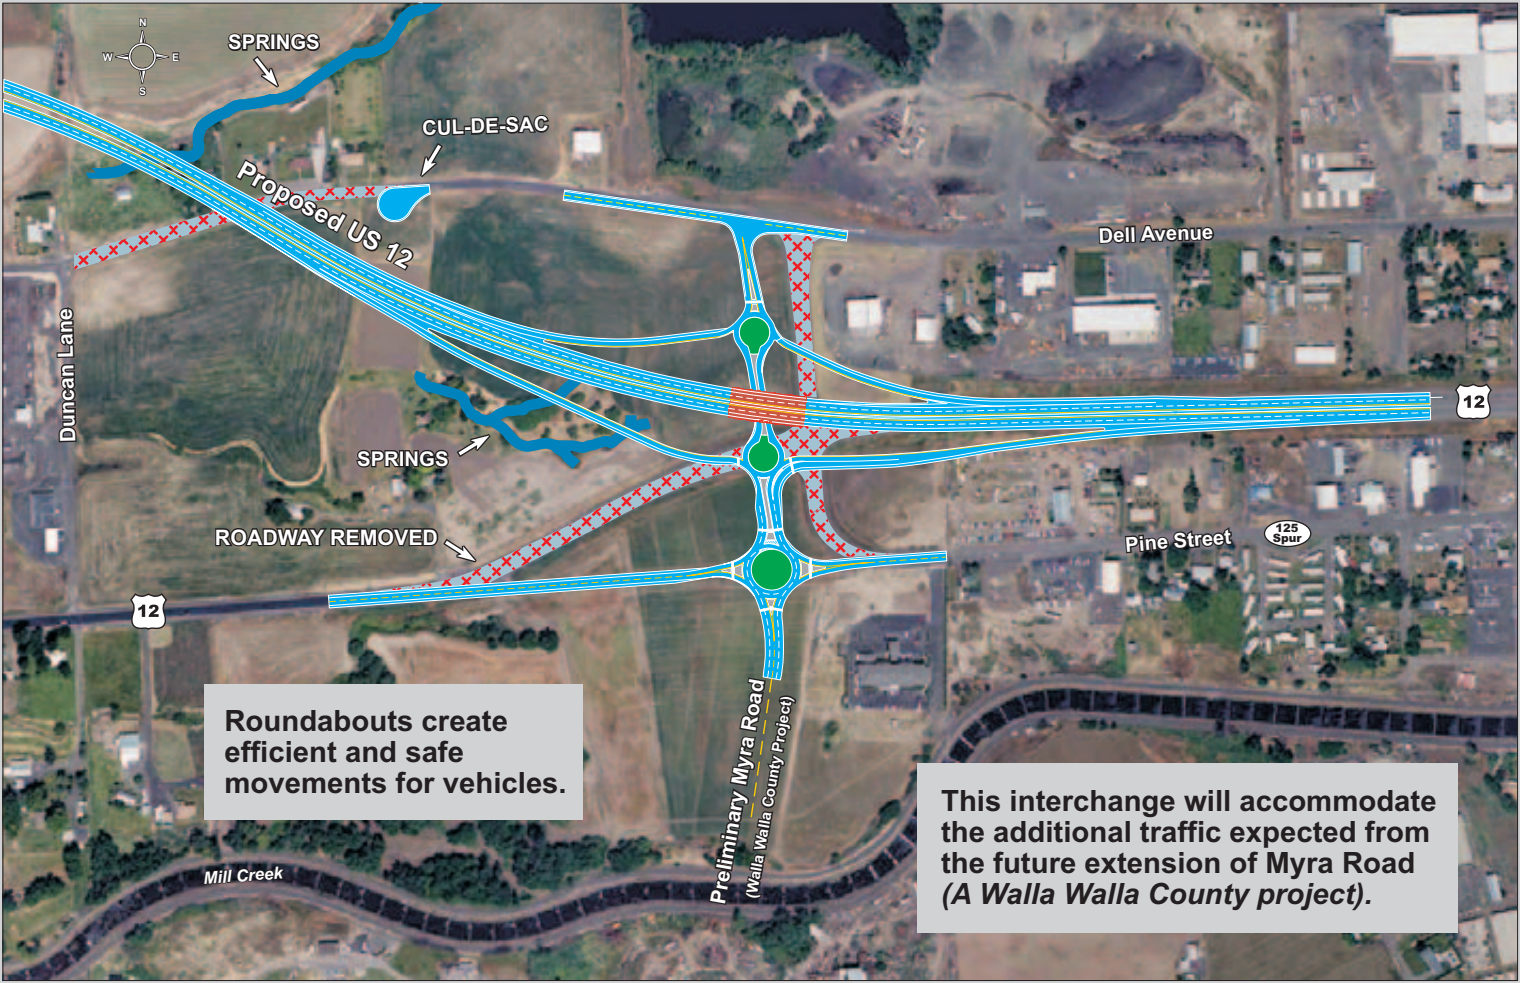 N
W E
S
SPRINGS
CUL-DE-SAC
Proposed US 12
Dell Avenue
Duncan Lane
12
SPRINGS
ROADWAY REMOVED
125
Spur
Pine Street
12
Preliminary Myra Road
(Walla Walla County Project)
Roundabouts create
efficient and safe
movements for vehicles.
This interchange will accommodate
the additional traffic expected from
the future extension of Myra Road
(A Walla Walla County project).
Mill Creek